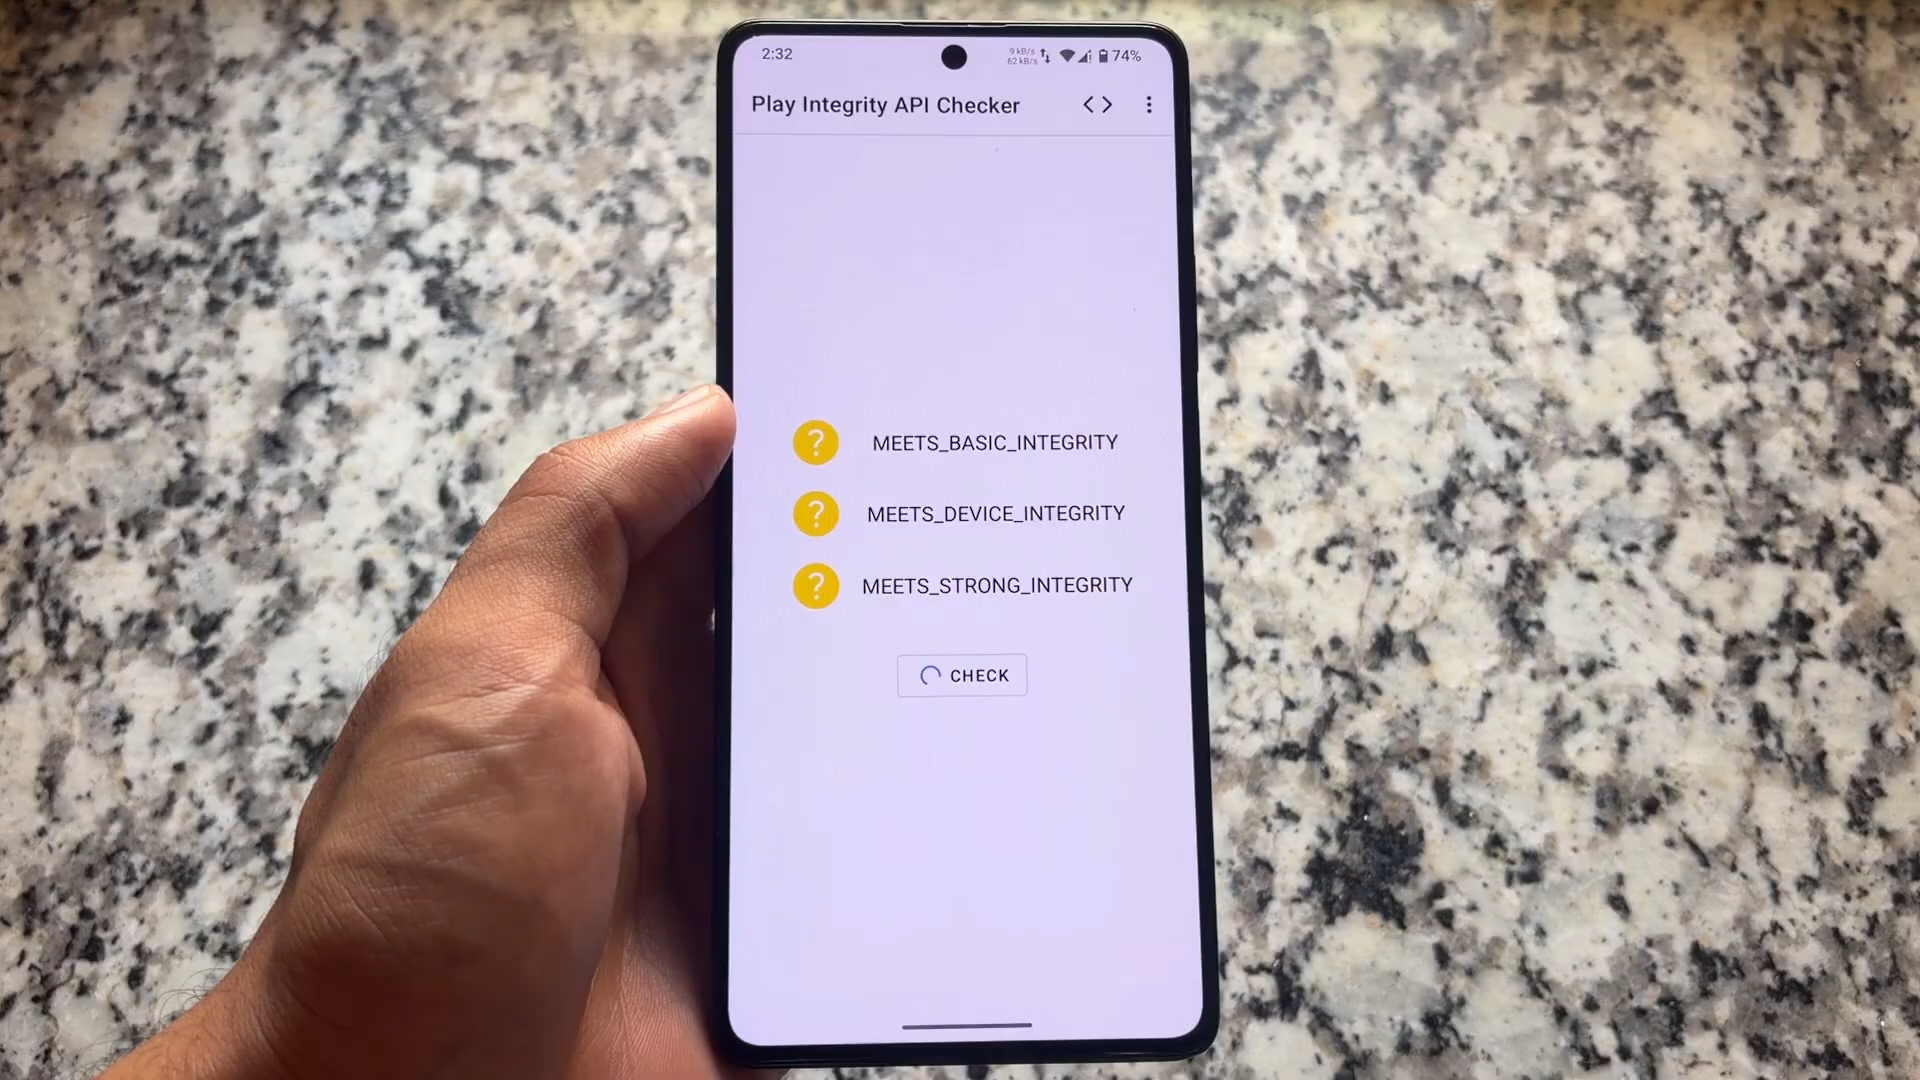 2:32
9 kB/s
62 kB/s
74%
Play Integrity API Checker
? MEETS_BASIC_INTEGRITY
? MEETS_DEVICE_INTEGRITY
? MEETS_STRONG_INTEGRITY
CHECK